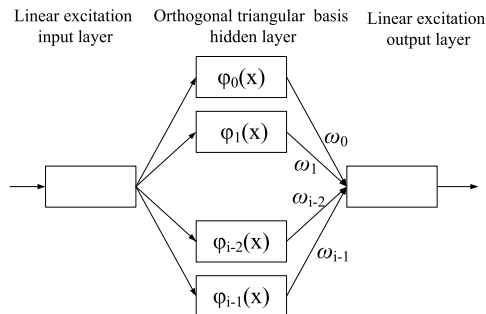 Linear excitation
input layer
Orthogonal triangular basis
hidden layer
Linear excitation
output layer
φ₀(x)
φ₁(x)
φᵢ₋₂(x)
φᵢ₋₁(x)
ω₀
ω₁
ωᵢ₋₂
ωᵢ₋₁